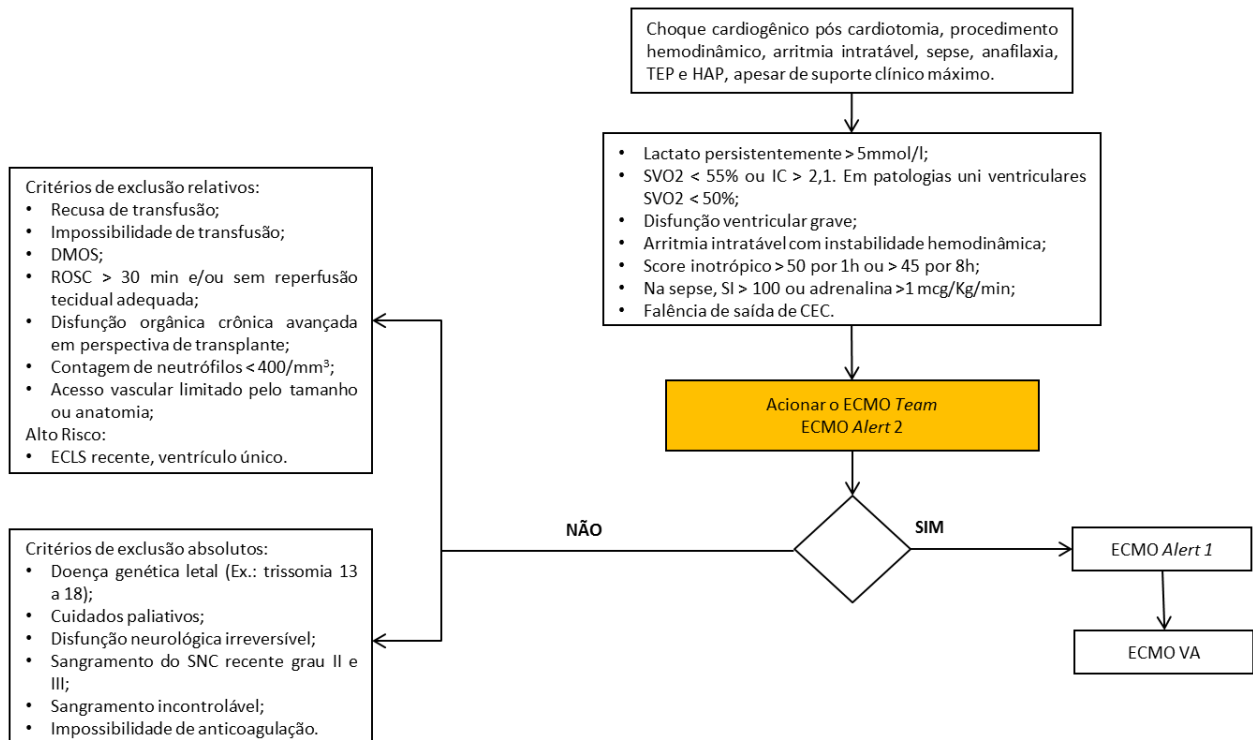 Choque cardiogênico pós cardiotomia, procedimento
hemodinâmico, arritmia intratável, sepse, anafilaxia,
TEP e HAP, apesar de suporte clínico máximo.
• Lactato persistentemente > 5mmol/l;
• SVO2 < 55% ou IC > 2,1. Em patologias uni ventriculares
SVO2 < 50%;
• Disfunção ventricular grave;
• Arritmia intratável com instabilidade hemodinâmica;
• Score inotrópico > 50 por 1h ou > 45 por 8h;
• Na sepse, SI > 100 ou adrenalina >1 mcg/Kg/min;
• Falência de saída de CEC.
Acionar o ECMO Team
ECMO Alert 2
NÃO
SIM
ECMO Alert 1
ECMO VA
Critérios de exclusão relativos:
• Recusa de transfusão;
• Impossibilidade de transfusão;
• DMOS;
• ROSC > 30 min e/ou sem reperfusão
tecidual adequada;
• Disfunção orgânica crônica avançada
em perspectiva de transplante;
• Contagem de neutrófilos < 400/mm³;
• Acesso vascular limitado pelo tamanho
ou anatomia;
Alto Risco:
• ECLS recente, ventrículo único.
Critérios de exclusão absolutos:
• Doença genética letal (Ex.: trissomia 13
a 18);
• Cuidados paliativos;
• Disfunção neurológica irreversível;
• Sangramento do SNC recente grau II e
III;
• Sangramento incontrolável;
• Impossibilidade de anticoagulação.